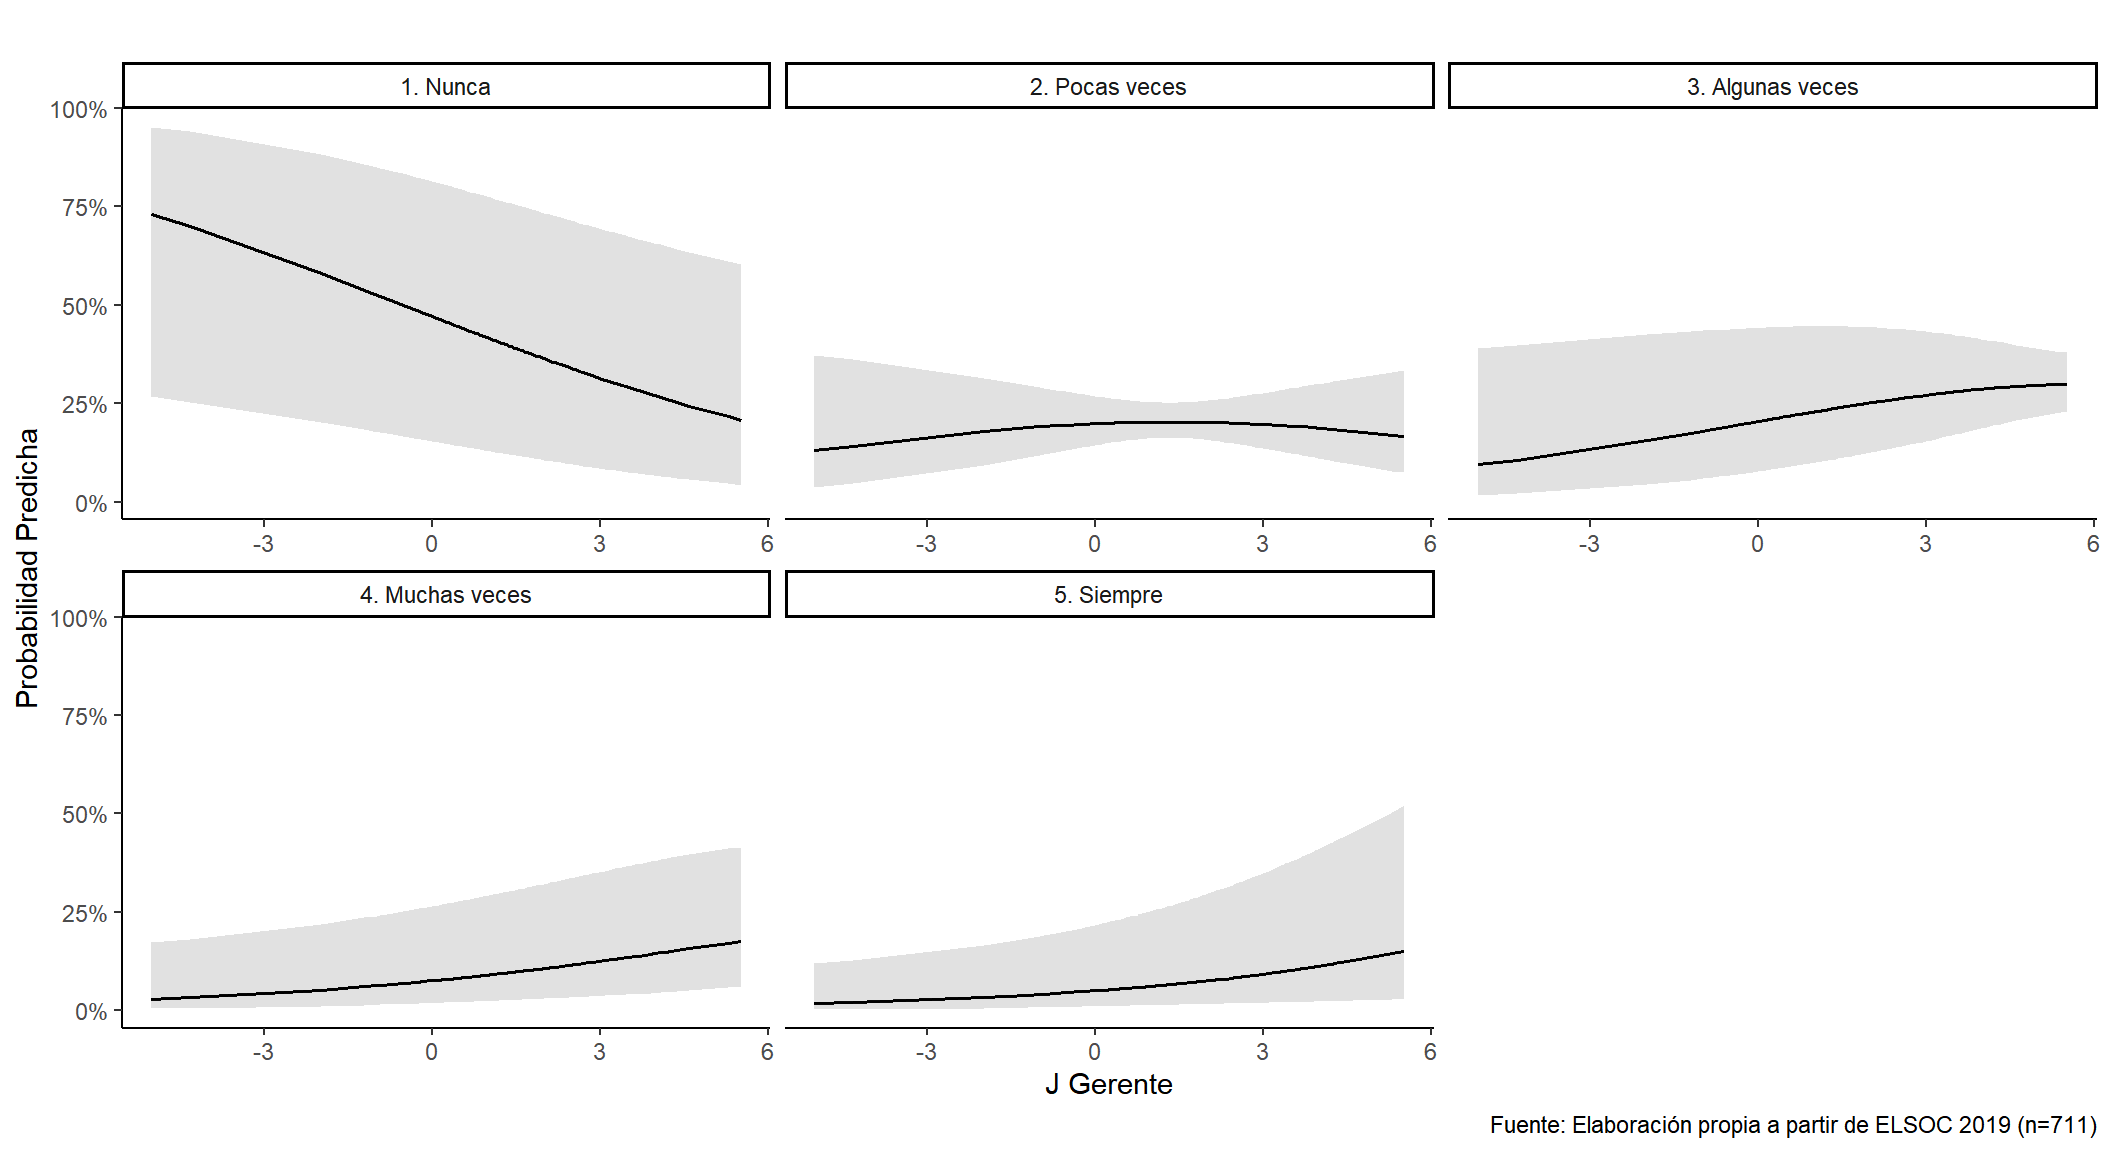 1. Nunca
2. Pocas veces
3. Algunas veces
100%
75%
50%
25%
0%
-3 0 3 6
-3 0 3 6
-3 0 3 6
4. Muchas veces
5. Siempre
100%
75%
50%
25%
0%
-3 0 3 6
-3 0 3 6
Probabilidad Predicha
J Gerente
Fuente: Elaboración propia a partir de ELSOC 2019 (n=711)